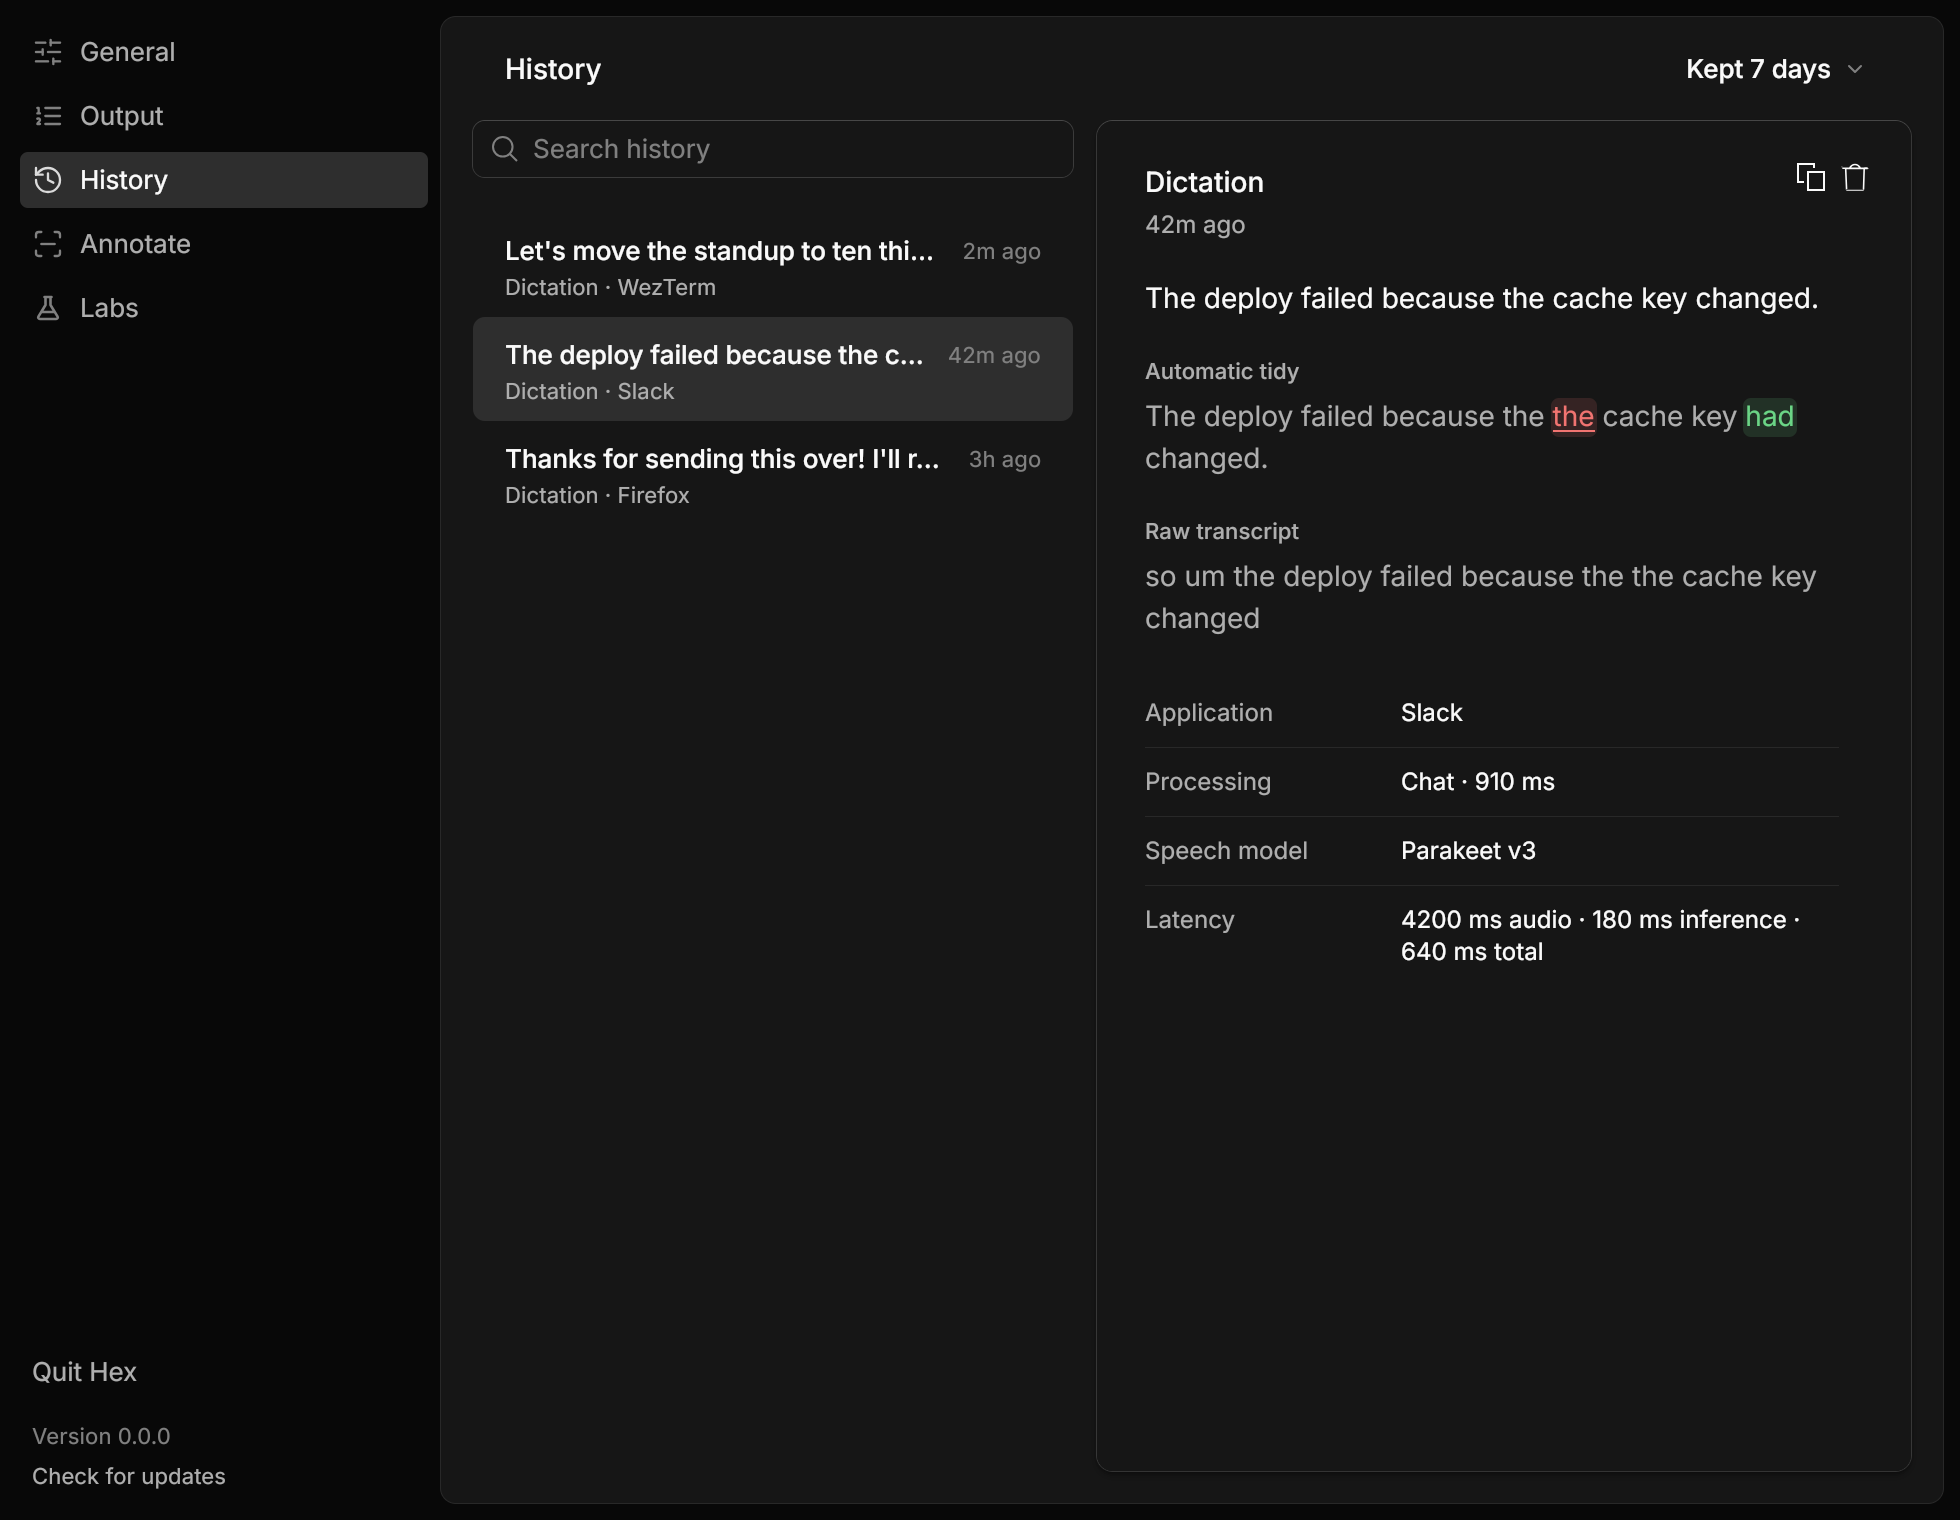 General
Output
History
Annotate
Labs
Quit Hex
Version 0.0.0
Check for updates
History
Kept 7 days
Search history
Let's move the standup to ten thi... 2m ago
Dictation · WezTerm
The deploy failed because the c... 42m ago
Dictation · Slack
Thanks for sending this over! I'll r... 3h ago
Dictation · Firefox
Dictation
42m ago
The deploy failed because the cache key changed.
Automatic tidy
The deploy failed because the the cache key had
changed.
Raw transcript
so um the deploy failed because the the cache key
changed
Application Slack
Processing Chat · 910 ms
Speech model Parakeet v3
Latency 4200 ms audio · 180 ms inference ·
640 ms total